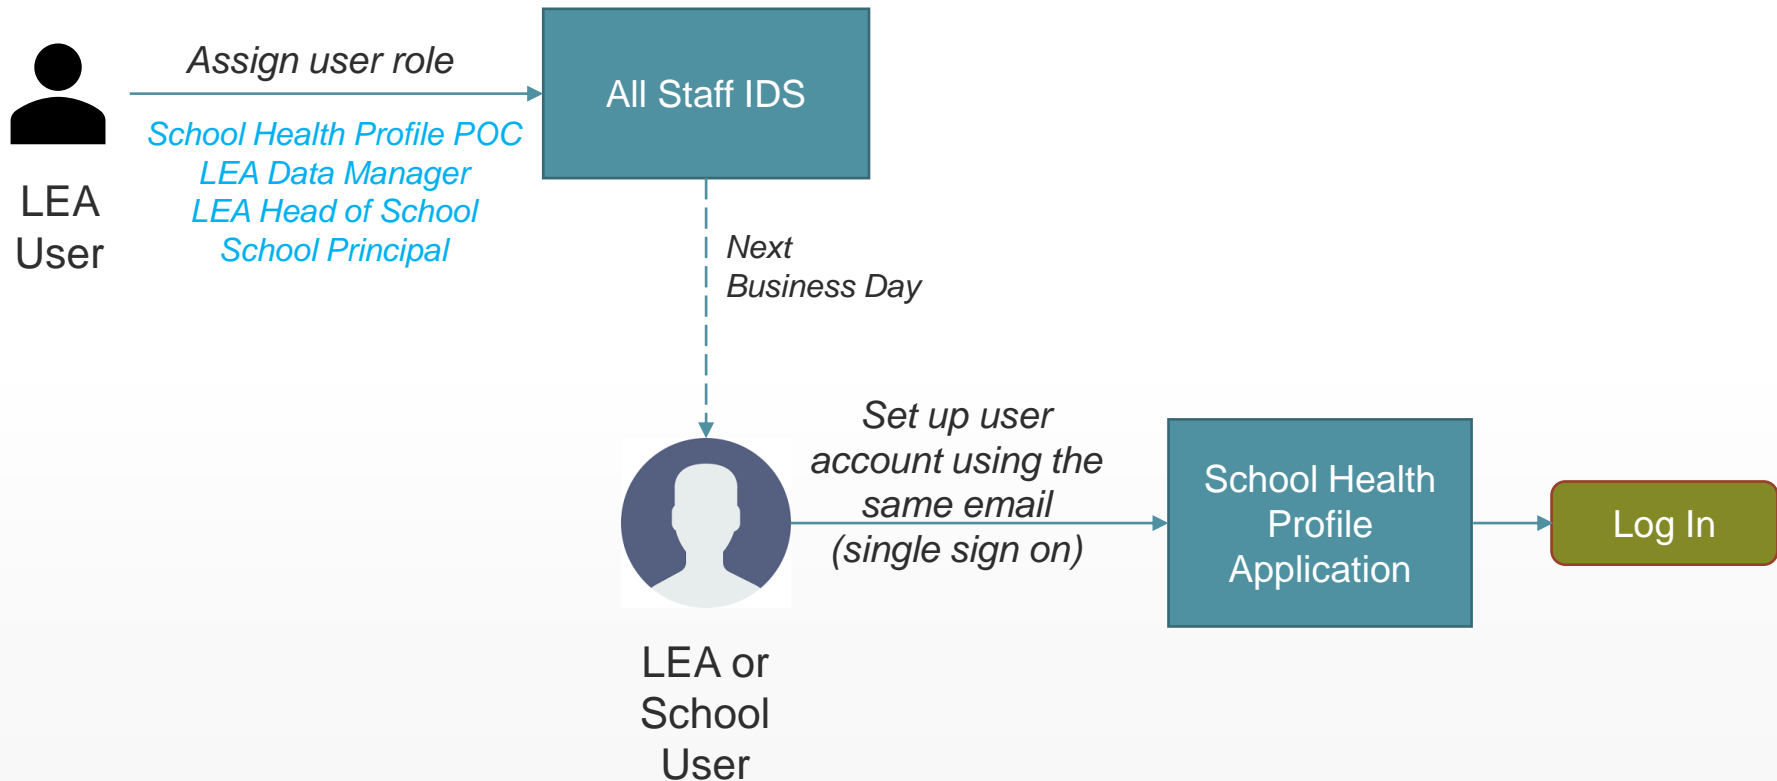 Assign user role
School Health Profile POC
LEA Data Manager
LEA Head of School
School Principal
LEA
User
All Staff IDS
Next
Business Day
Set up user
account using the
same email
(single sign on)
LEA or
School
User
School Health
Profile
Application
Log In